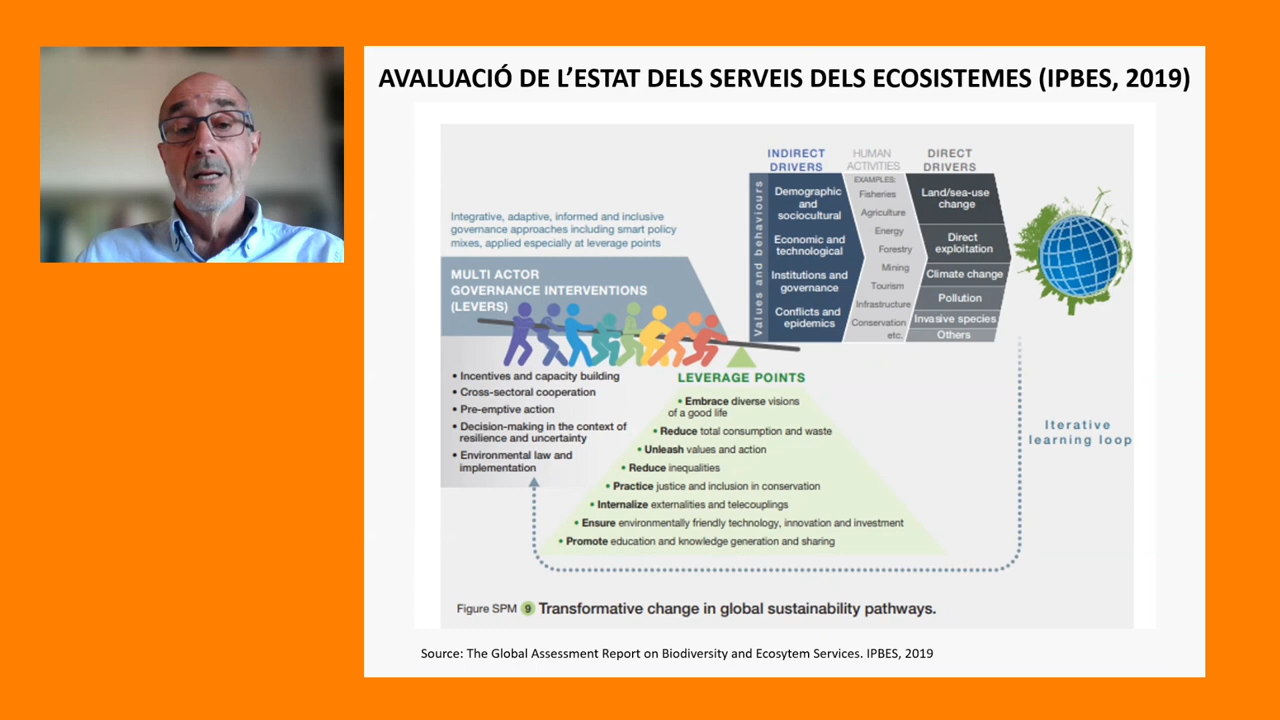 AVALUACIÓ DE L'ESTAT DELS SERVEIS DELS ECOSISTEMES (IPBES, 2019)
Integrative, adaptive, informed and inclusive
governance approaches including smart policy
mixes, applied especially at leverage points
MULTI ACTOR
GOVERNANCE INTERVENTIONS
(LEVERS)
• Incentives and capacity building
• Cross-sectoral cooperation
• Pre-emptive action
• Decision-making in the context of
resilience and uncertainty
• Environmental law and
implementation
INDIRECT
DRIVERS
Values and behaviours
Demographic
and
sociocultural
Economic and
technological
Institutions and
governance
Conflicts and
epidemics
HUMAN
ACTIVITIES
EXAMPLES:
Fisheries
Agriculture
Energy
Forestry
Mining
Tourism
Infrastructure
Conservation
etc.
DIRECT
DRIVERS
Land/sea-use
change
Direct
exploitation
Climate change
Pollution
Invasive species
Others
LEVERAGE POINTS
• Embrace diverse visions
of a good life
• Reduce total consumption and waste
• Unleash values and action
• Reduce inequalities
• Practice justice and inclusion in conservation
• Internalize externalities and telecouplings
• Ensure environmentally friendly technology, innovation and investment
• Promote education and knowledge generation and sharing
Iterative
learning loop
Figure SPM 9 Transformative change in global sustainability pathways.
Source: The Global Assessment Report on Biodiversity and Ecosytem Services. IPBES, 2019